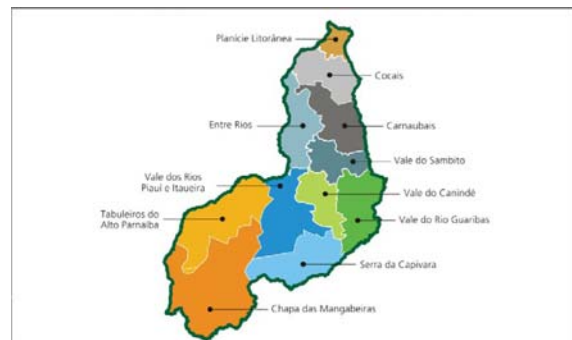 Planície Litorânea
Cocais
Entre Rios
Carnaubais
Vale do Sambito
Vale dos Rios
Piauí e Itaueira
Vale do Canindé
Tabuleiros do
Alto Parnaíba
Vale do Rio Guaribas
Serra da Capivara
Chapa das Mangabeiras